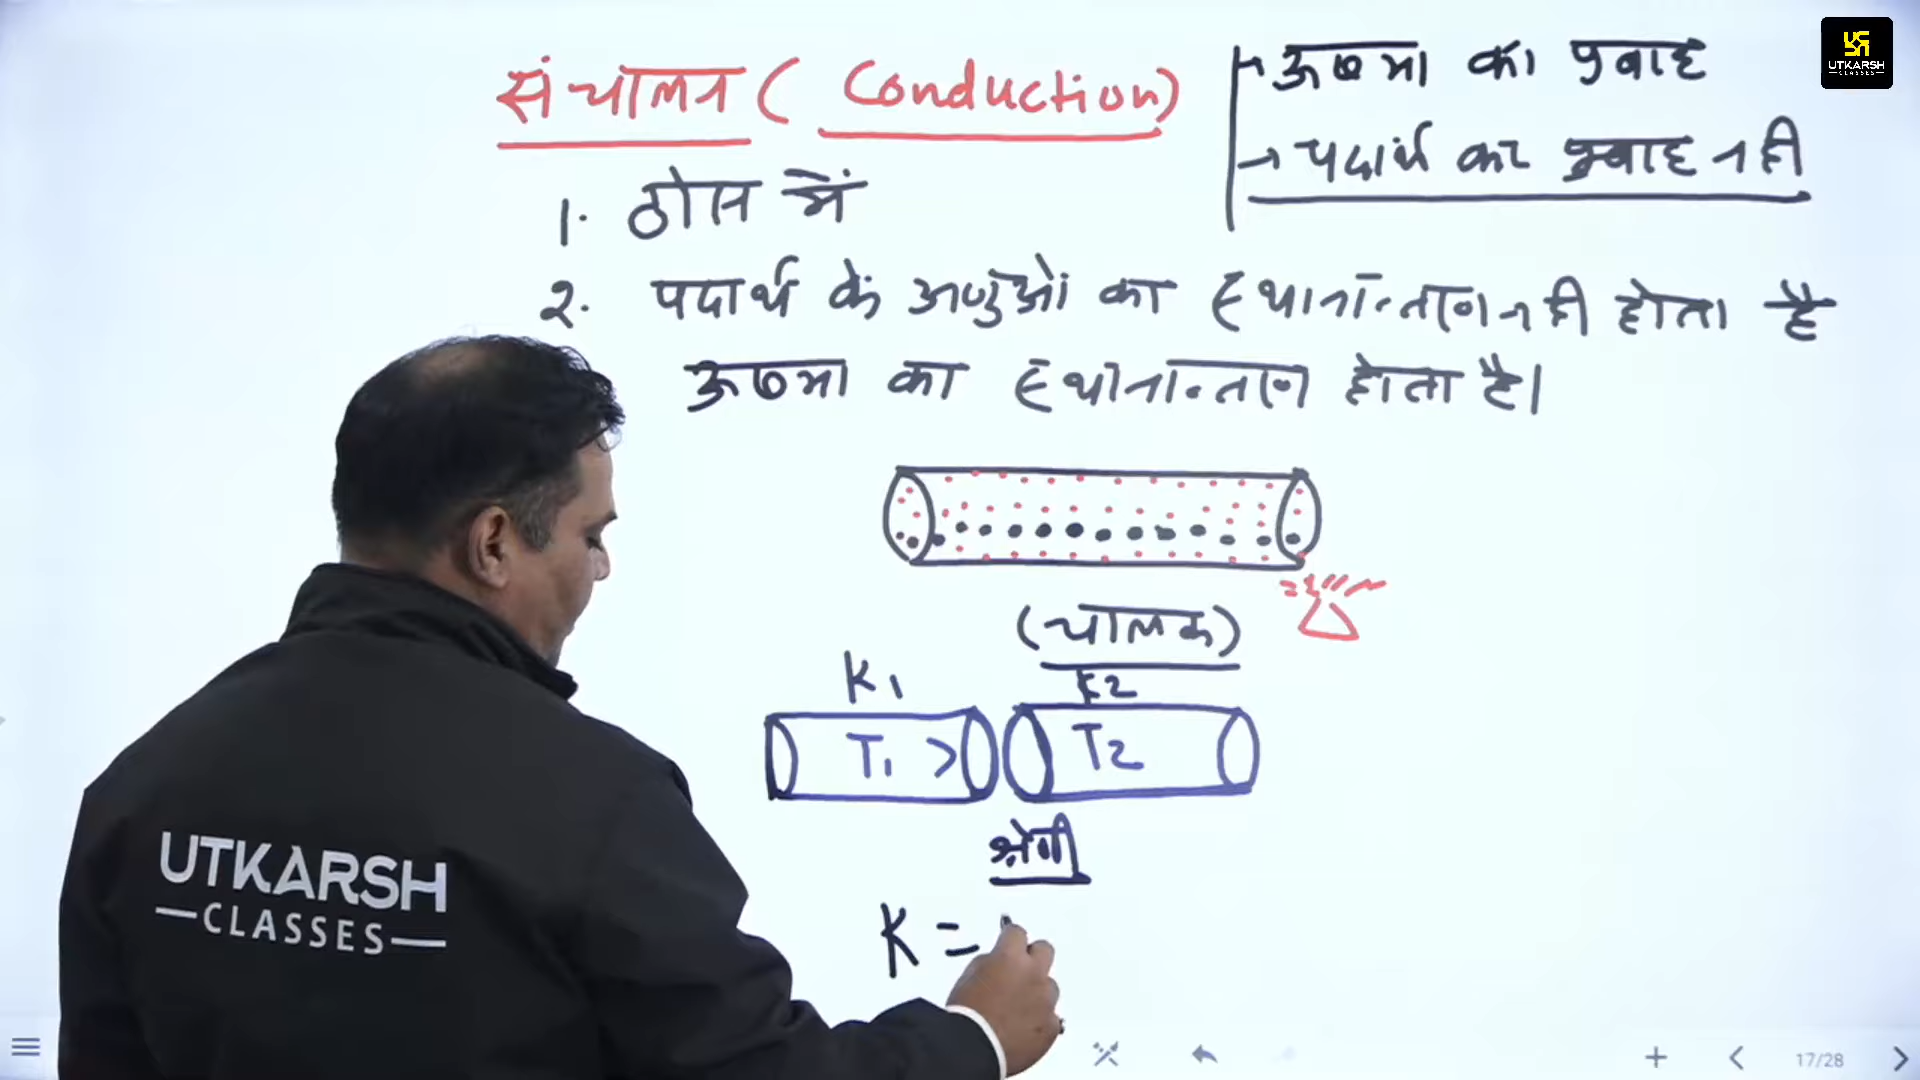 संचालन ( Conduction)
→ ऊष्मा का प्रवाह
→ पदार्थ का प्रवाह नही
UTKARSH
CLASSES
1. ठोस में
2. पदार्थ के अणुओं का स्थानान्तरण नही होता है
ऊष्मा का स्थानान्तरण होता है।
(चालक)
K1 K2
T1 > T2
श्रेणी
K =
UTKARSH
CLASSES
17/28